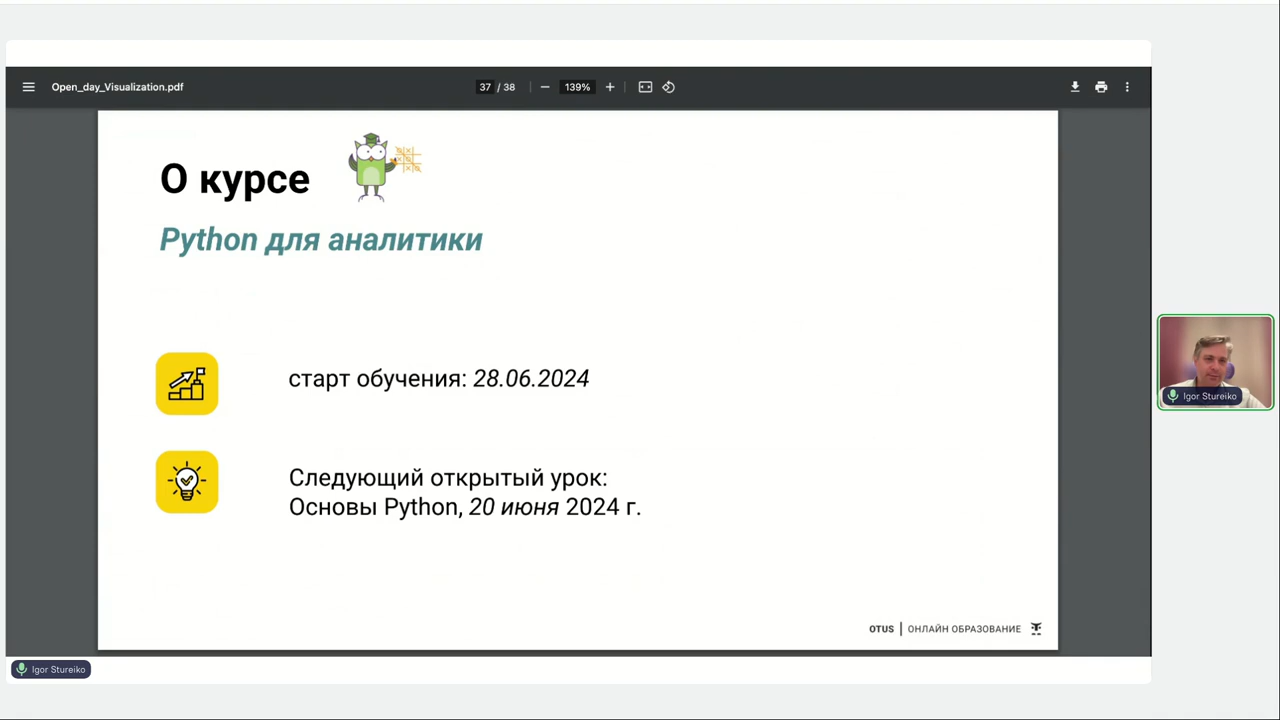 Open_day_Visualization.pdf
37 / 38
139%
О курсе
Python для аналитики
старт обучения: 28.06.2024
Следующий открытый урок:
Основы Python, 20 июня 2024 г.
OTUS | ОНЛАЙН ОБРАЗОВАНИЕ
Igor Stureiko
Igor Stureiko